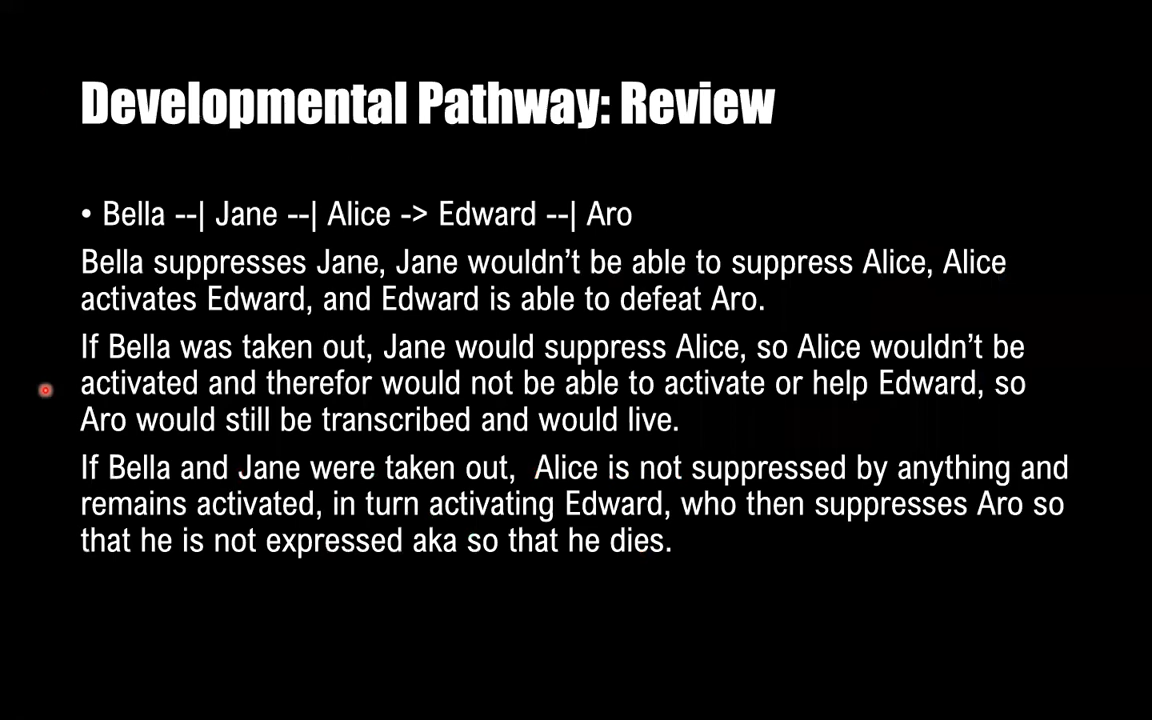 Developmental Pathway: Review
• Bella --| Jane --| Alice -> Edward --| Aro
Bella suppresses Jane, Jane wouldn’t be able to suppress Alice, Alice
activates Edward, and Edward is able to defeat Aro.
If Bella was taken out, Jane would suppress Alice, so Alice wouldn’t be
activated and therefor would not be able to activate or help Edward, so
Aro would still be transcribed and would live.
If Bella and Jane were taken out,  Alice is not suppressed by anything and
remains activated, in turn activating Edward, who then suppresses Aro so
that he is not expressed aka so that he dies.